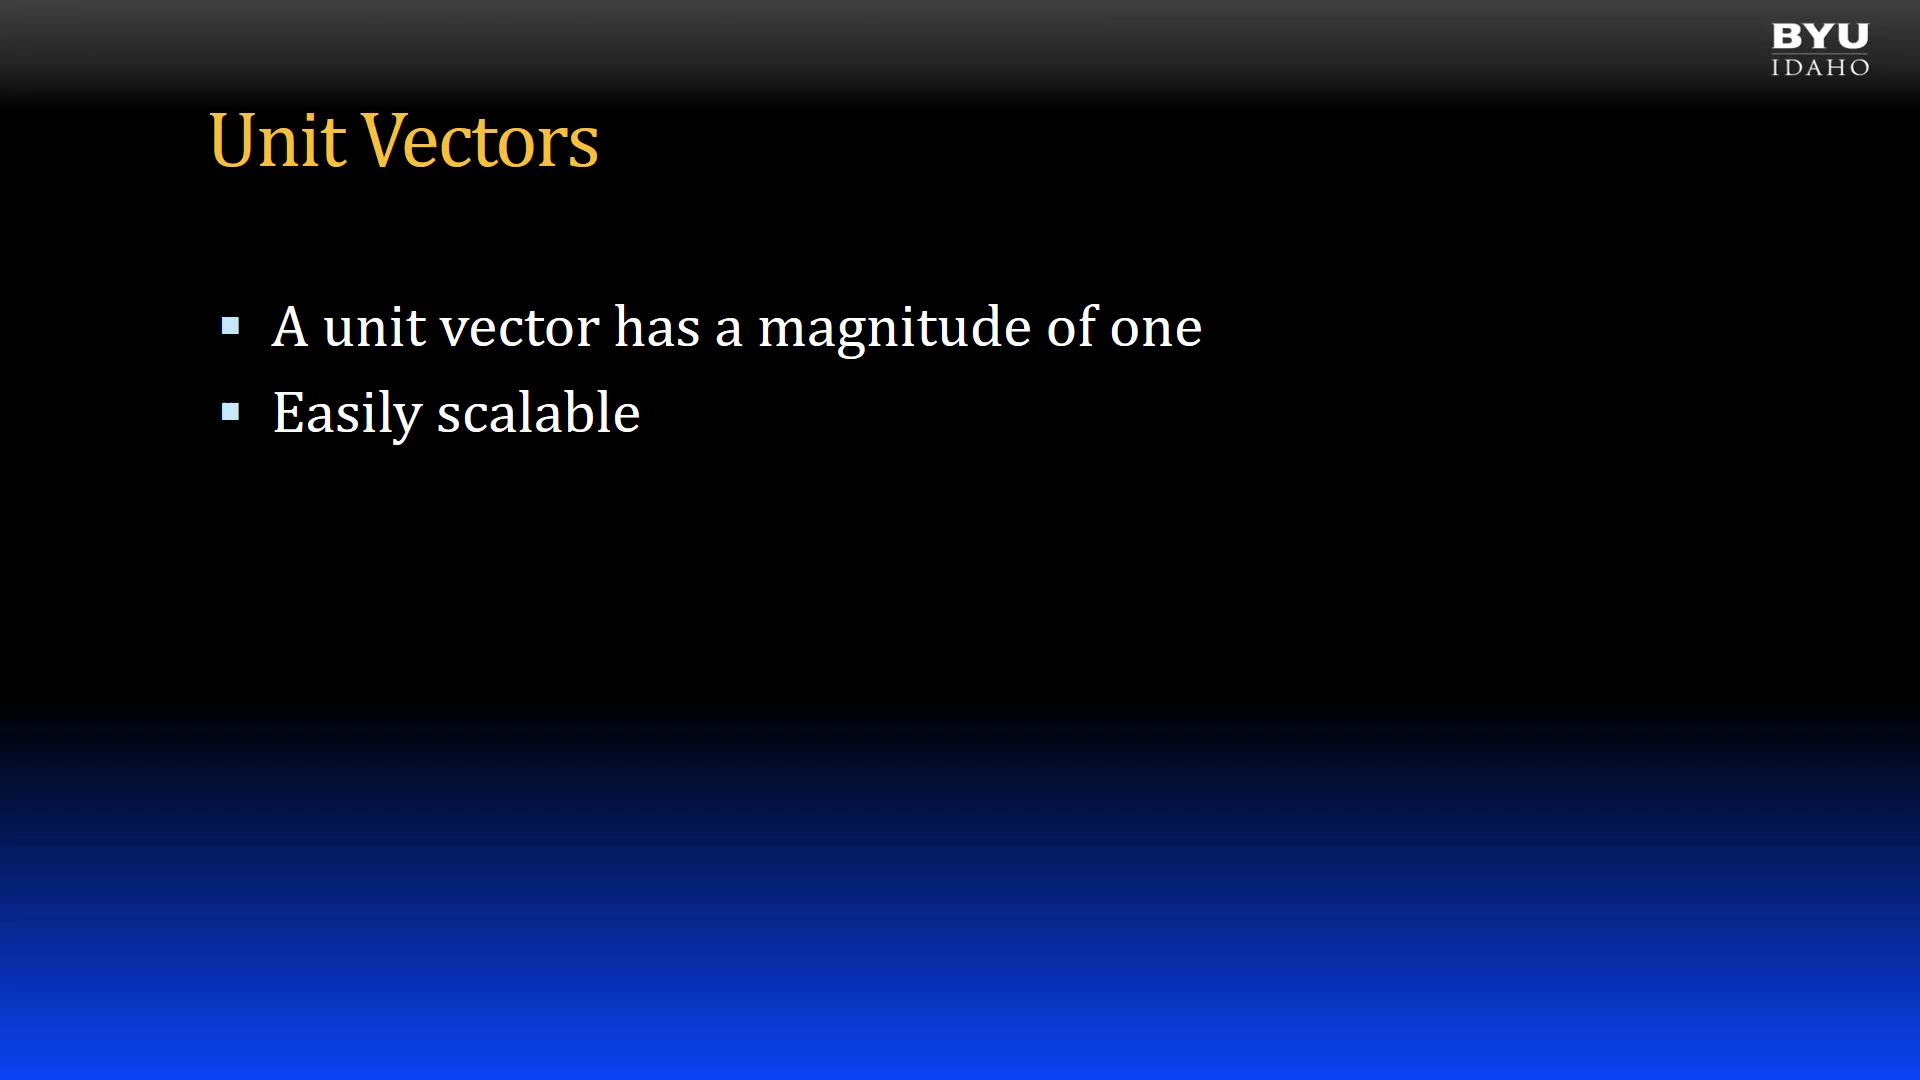 BYU
IDAHO
Unit Vectors
A unit vector has a magnitude of one
Easily scalable